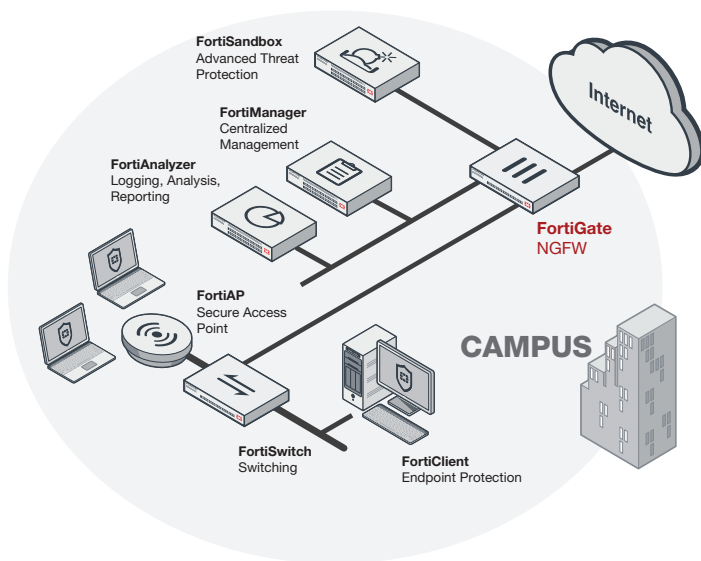 FortiSandbox
Advanced Threat
Protection
FortiManager
Centralized
Management
FortiAnalyzer
Logging, Analysis,
Reporting
Internet
FortiGate
NGFW
FortiAP
Secure Access
Point
CAMPUS
FortiSwitch
Switching
FortiClient
Endpoint Protection